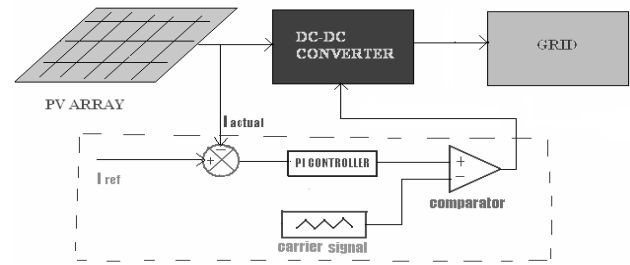 DC-DC
CONVERTER
GRID
PV ARRAY
I actual
+
−
PI CONTROLLER
+
−
I ref
comparator
carrier signal